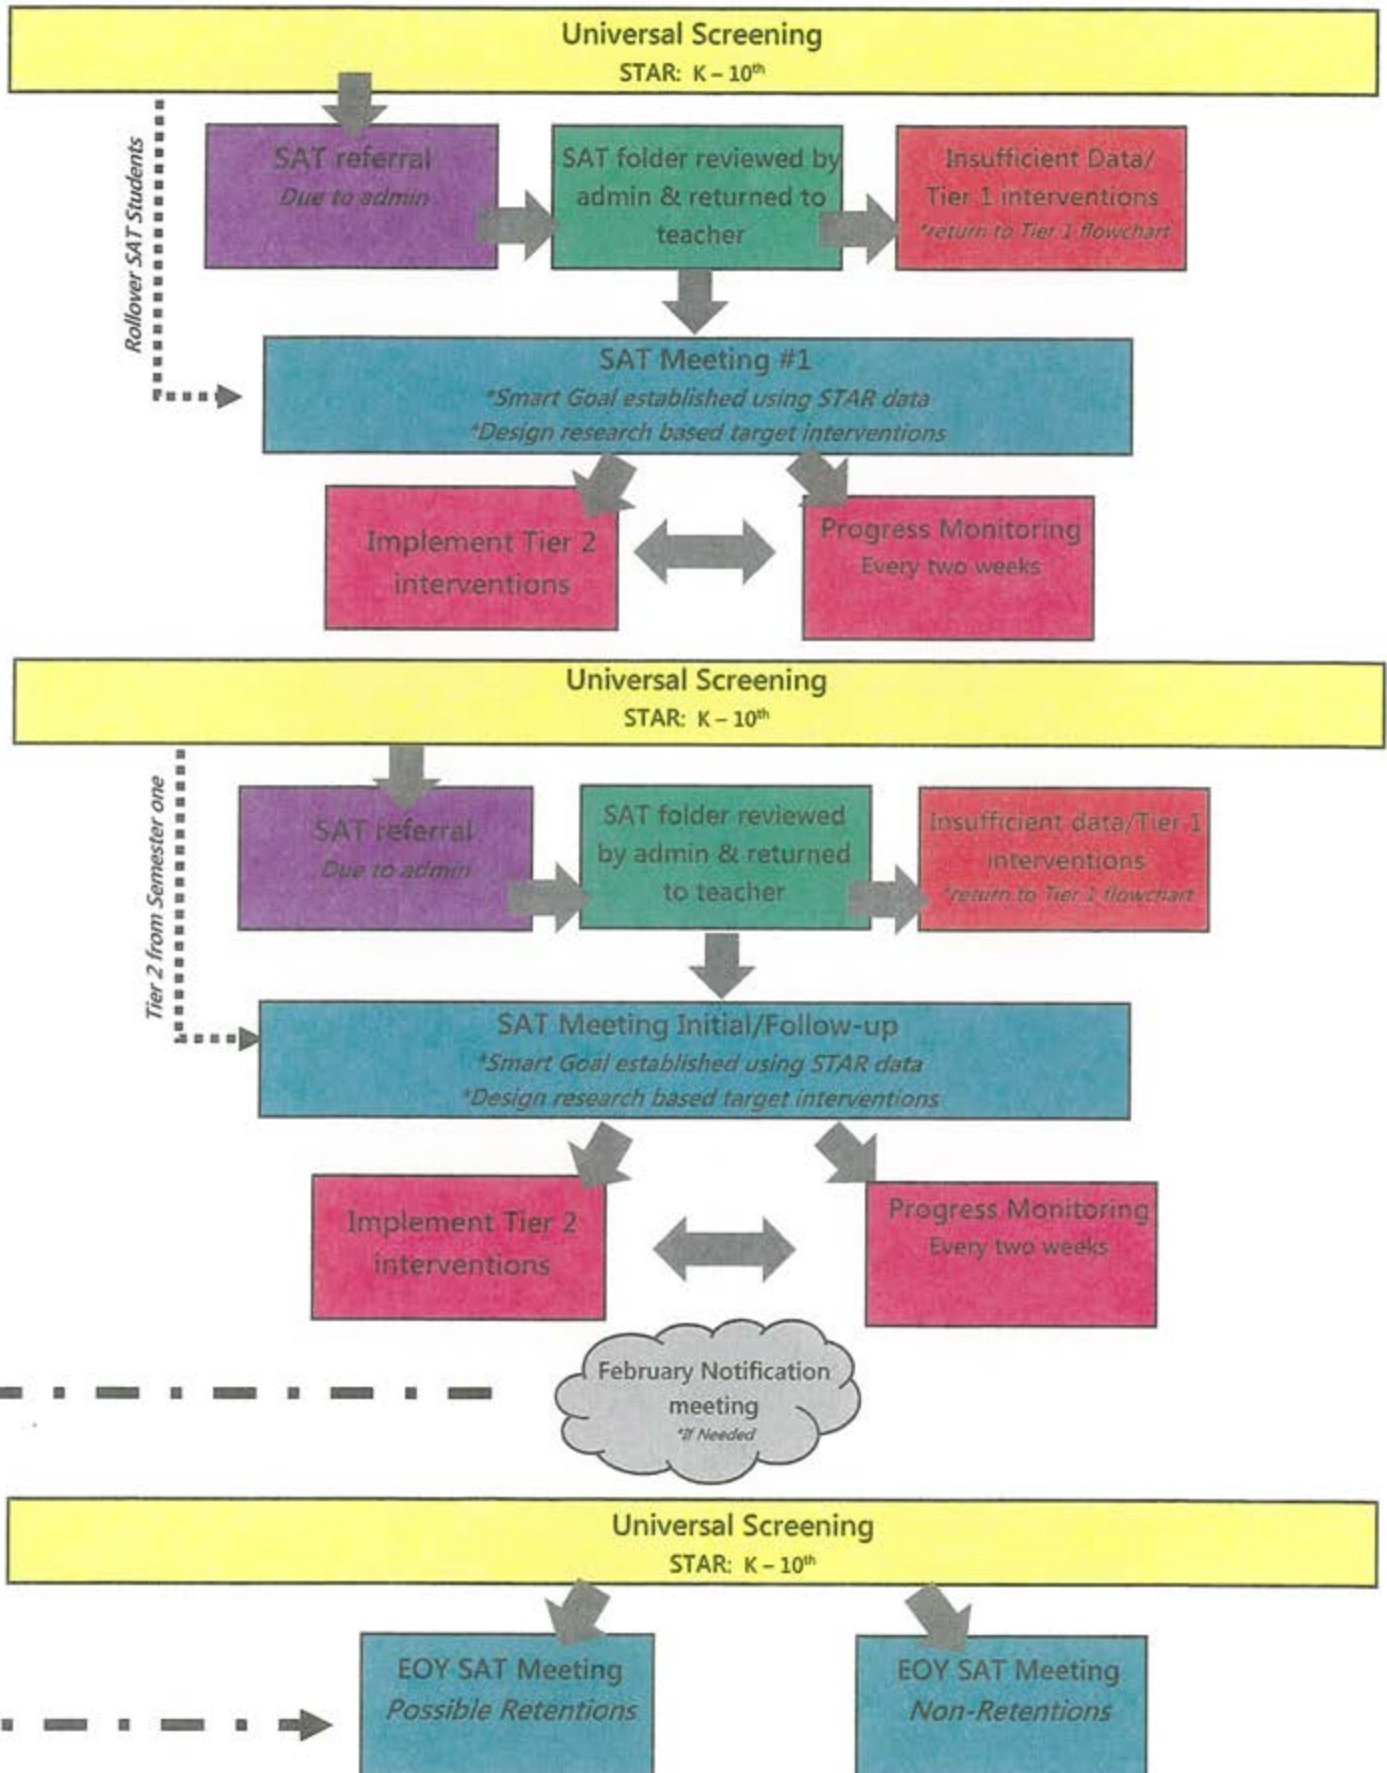 Universal Screening
STAR: K – 10th
Rollover SAT Students
SAT referral
Due to admin
SAT folder reviewed by
admin & returned to
teacher
Insufficient Data/
Tier 1 interventions
*return to Tier 1 flowchart
SAT Meeting #1
*Smart Goal established using STAR data
*Design research based target interventions
Implement Tier 2
interventions
Progress Monitoring
Every two weeks
Universal Screening
STAR: K – 10th
Tier 2 from Semester one
SAT referral
Due to admin
SAT folder reviewed
by admin & returned
to teacher
Insufficient data/Tier 1
interventions
*return to Tier 1 flowchart
SAT Meeting Initial/Follow-up
*Smart Goal established using STAR data
*Design research based target interventions
Implement Tier 2
interventions
Progress Monitoring
Every two weeks
February Notification
meeting
*If Needed
Universal Screening
STAR: K – 10th
EOY SAT Meeting
Possible Retentions
EOY SAT Meeting
Non-Retentions